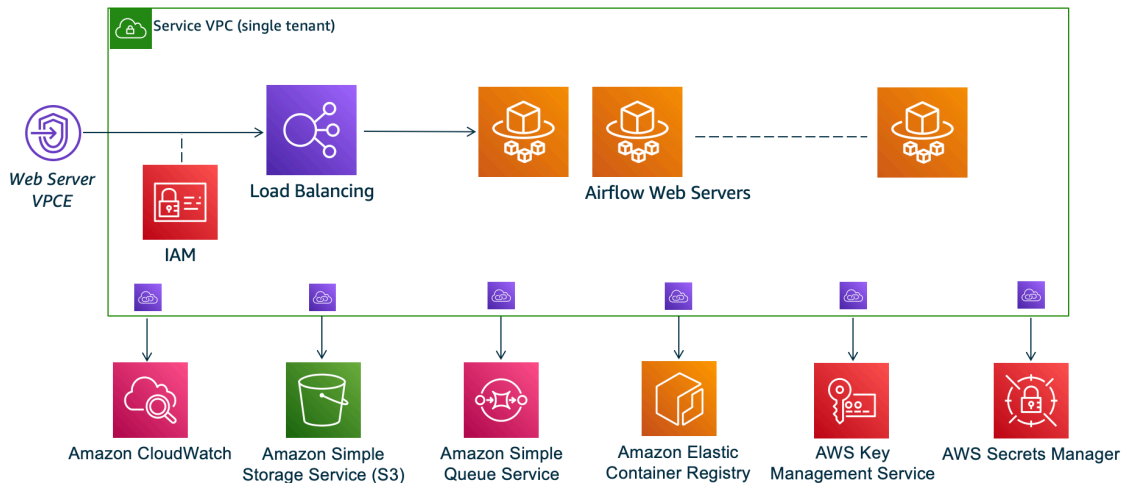 Service VPC (single tenant)
Web Server
VPCE
Load Balancing
Airflow Web Servers
IAM
Amazon CloudWatch
Amazon Simple
Storage Service (S3)
Amazon Simple
Queue Service
Amazon Elastic
Container Registry
AWS Key
Management Service
AWS Secrets Manager